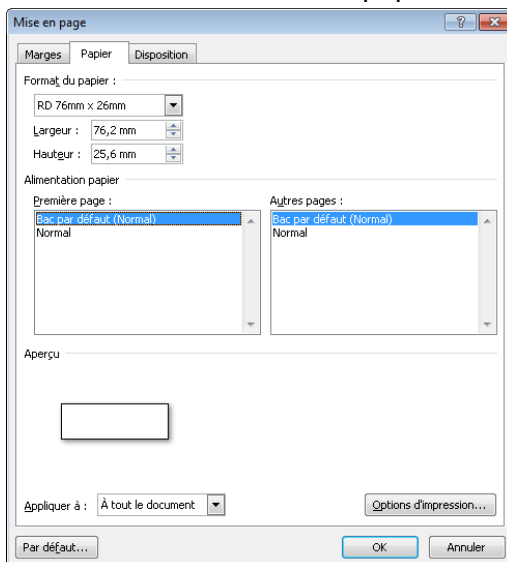 Mise en page
Marges Papier Disposition
Format du papier :
RD 76mm x 26mm
Largeur : 76,2 mm
Hauteur : 25,6 mm
Alimentation papier
Première page : Autres pages :
Bac par défaut (Normal) Bac par défaut (Normal)
Normal Normal
Aperçu
Appliquer à : À tout le document Options d'impression...
Par défaut... OK Annuler